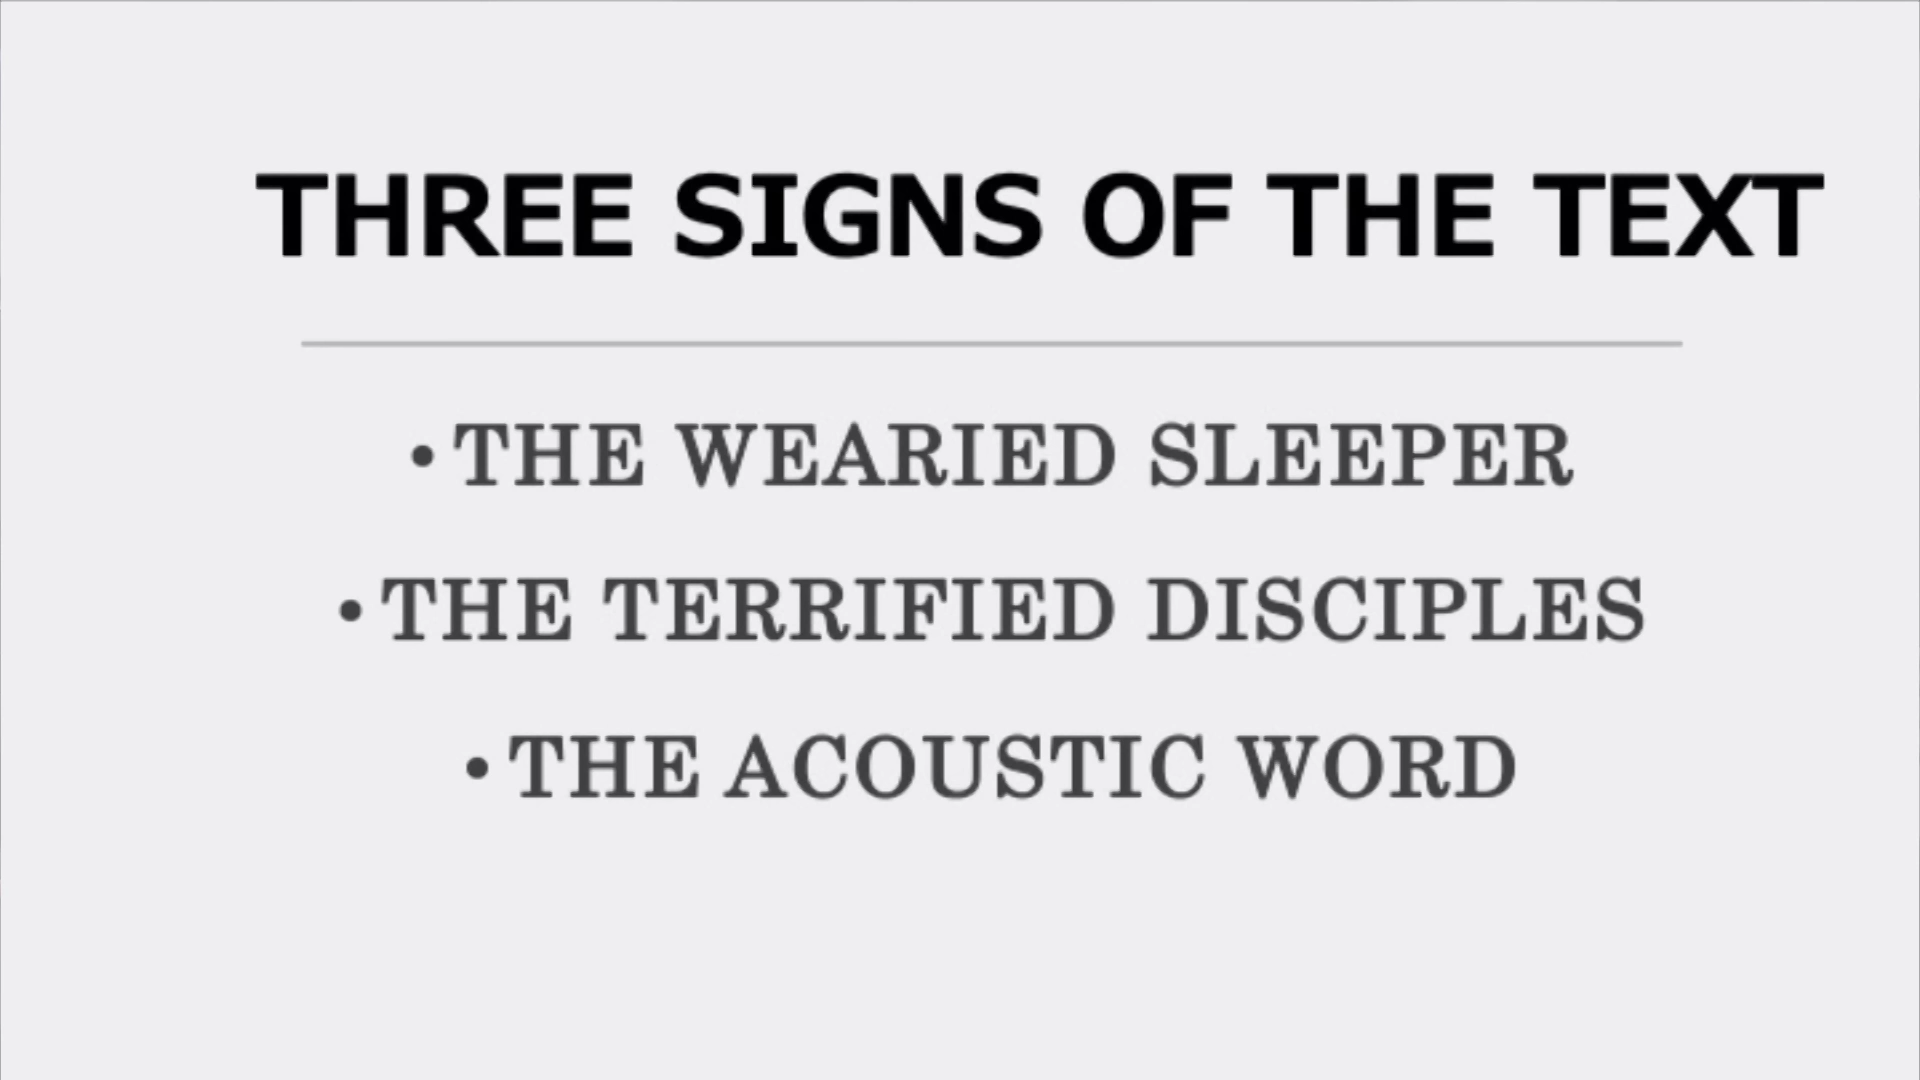 THREE SIGNS OF THE TEXT
• THE WEARIED SLEEPER
• THE TERRIFIED DISCIPLES
• THE ACOUSTIC WORD